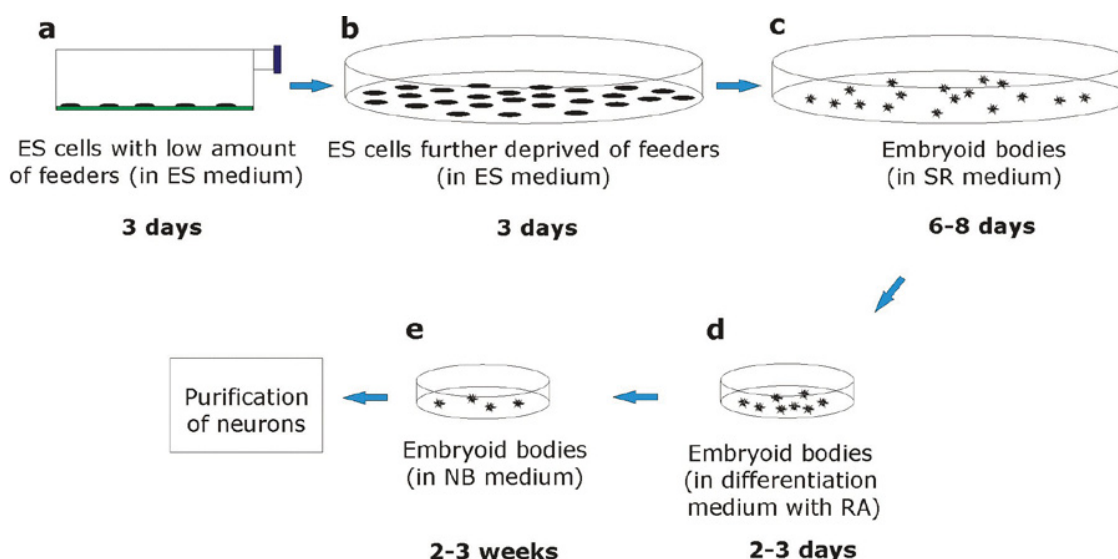 a
ES cells with low amount
of feeders (in ES medium)
3 days
b
ES cells further deprived of feeders
(in ES medium)
3 days
c
Embryoid bodies
(in SR medium)
6-8 days
d
Embryoid bodies
(in differentiation
medium with RA)
2-3 days
e
Embryoid bodies
(in NB medium)
2-3 weeks
Purification
of neurons